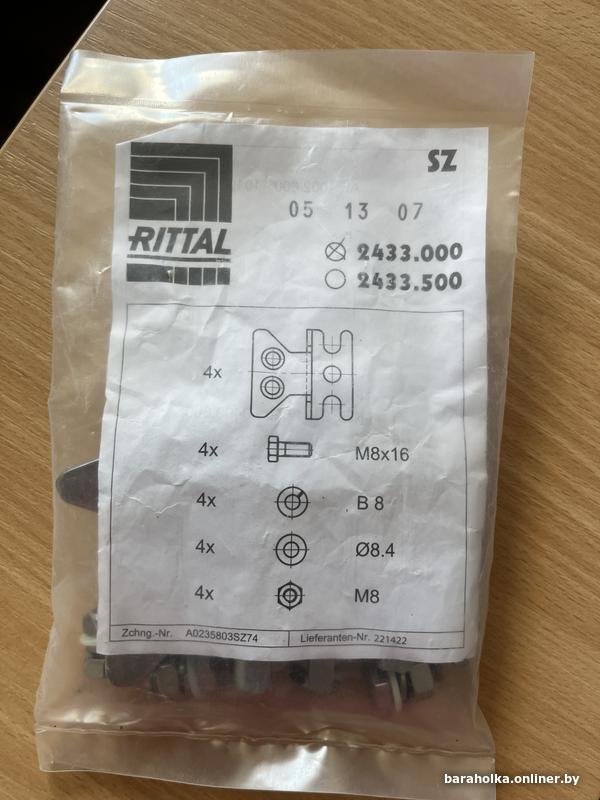 SZ
05 13 07
RITTAL
2433.000
2433.500
4x
4x M8x16
4x B 8
4x Ø8.4
4x M8
Zchng.-Nr. A0235803SZ74 Lieferanten-Nr. 221422
baraholka.onliner.by